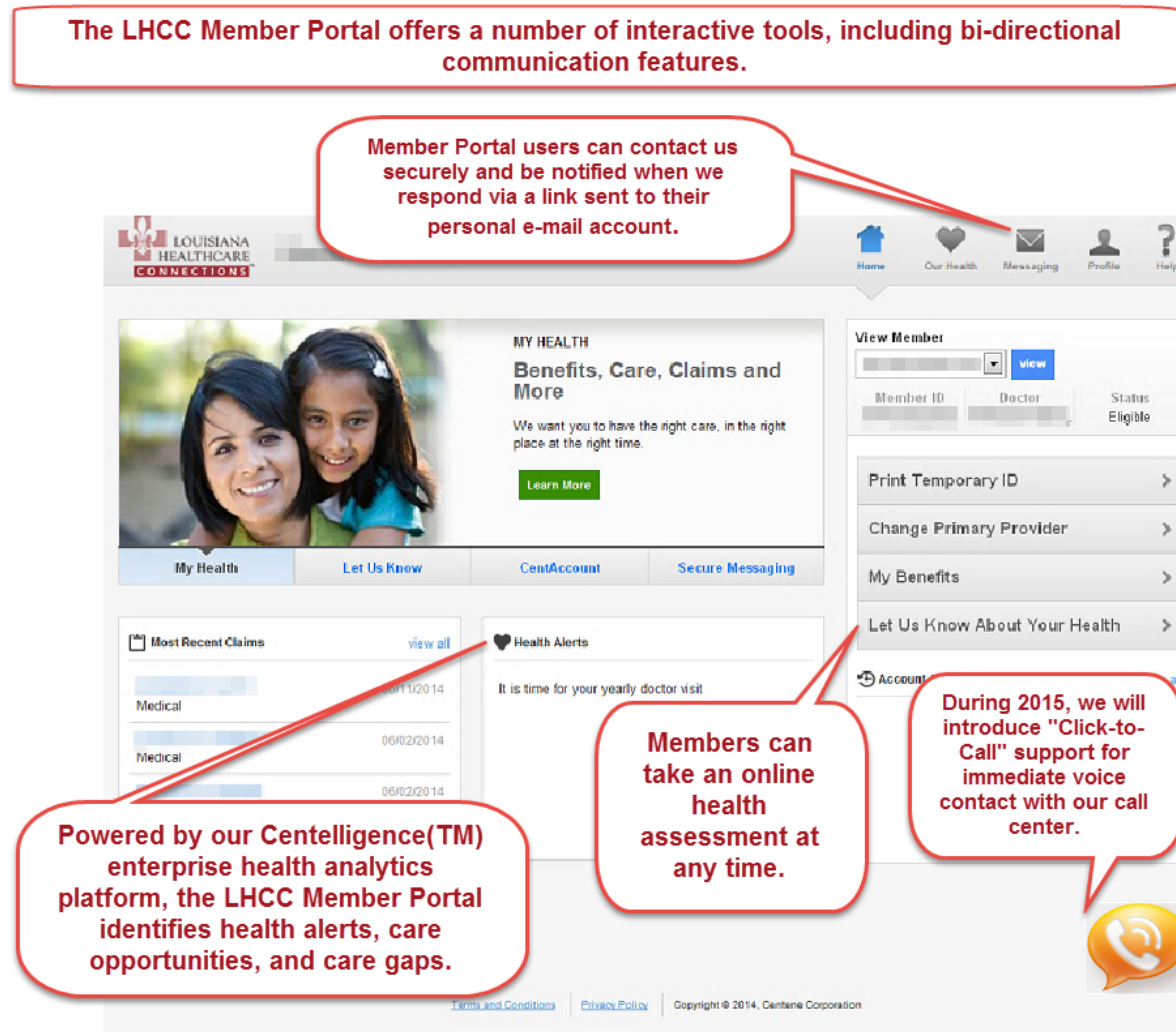 The LHCC Member Portal offers a number of interactive tools, including bi-directional
communication features.
Member Portal users can contact us
securely and be notified when we
respond via a link sent to their
personal e-mail account.
LOUISIANA
HEALTHCARE
CONNECTIONS
Home
Our Health
Messaging
Profile
Help
MY HEALTH
Benefits, Care, Claims and
More
We want you to have the right care, in the right
place at the right time.
Learn More
My Health
Let Us Know
CentAccount
Secure Messaging
View Member
view
Member ID
Doctor
Status
Eligible
Print Temporary ID
Change Primary Provider
My Benefits
Let Us Know About Your Health
Account
Most Recent Claims
view all
Medical
06/02/2014
Medical
06/02/2014
Health Alerts
It is time for your yearly doctor visit
Powered by our Centelligence(TM)
enterprise health analytics
platform, the LHCC Member Portal
identifies health alerts, care
opportunities, and care gaps.
Members can
take an online
health
assessment at
any time.
During 2015, we will
introduce "Click-to-
Call" support for
immediate voice
contact with our call
center.
Terms and Conditions
Privacy Policy
Copyright © 2014, Centene Corporation